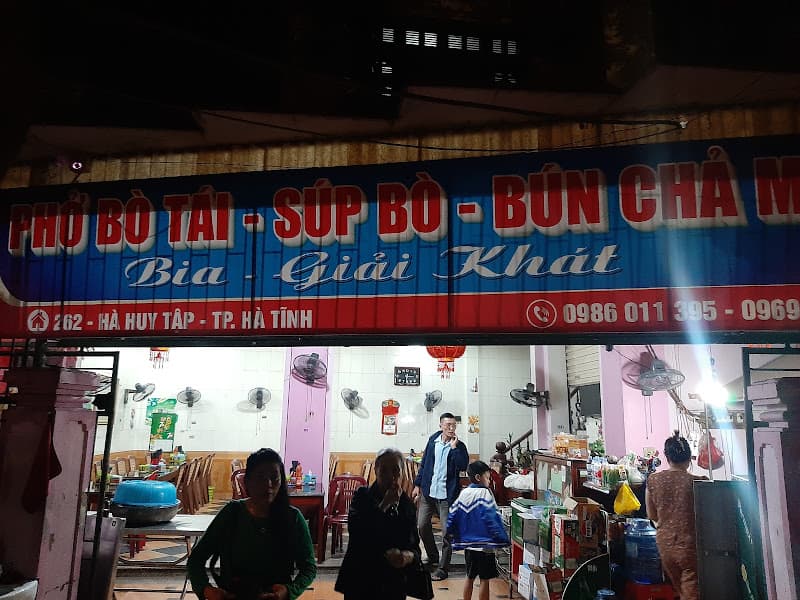 PHỞ BÒ TÁI - SÚP BÒ - BÚN CHẢ M
Bia - Giải Khát
262 - HÀ HUY TẬP - TP. HÀ TĨNH
0986 011 395 - 0969